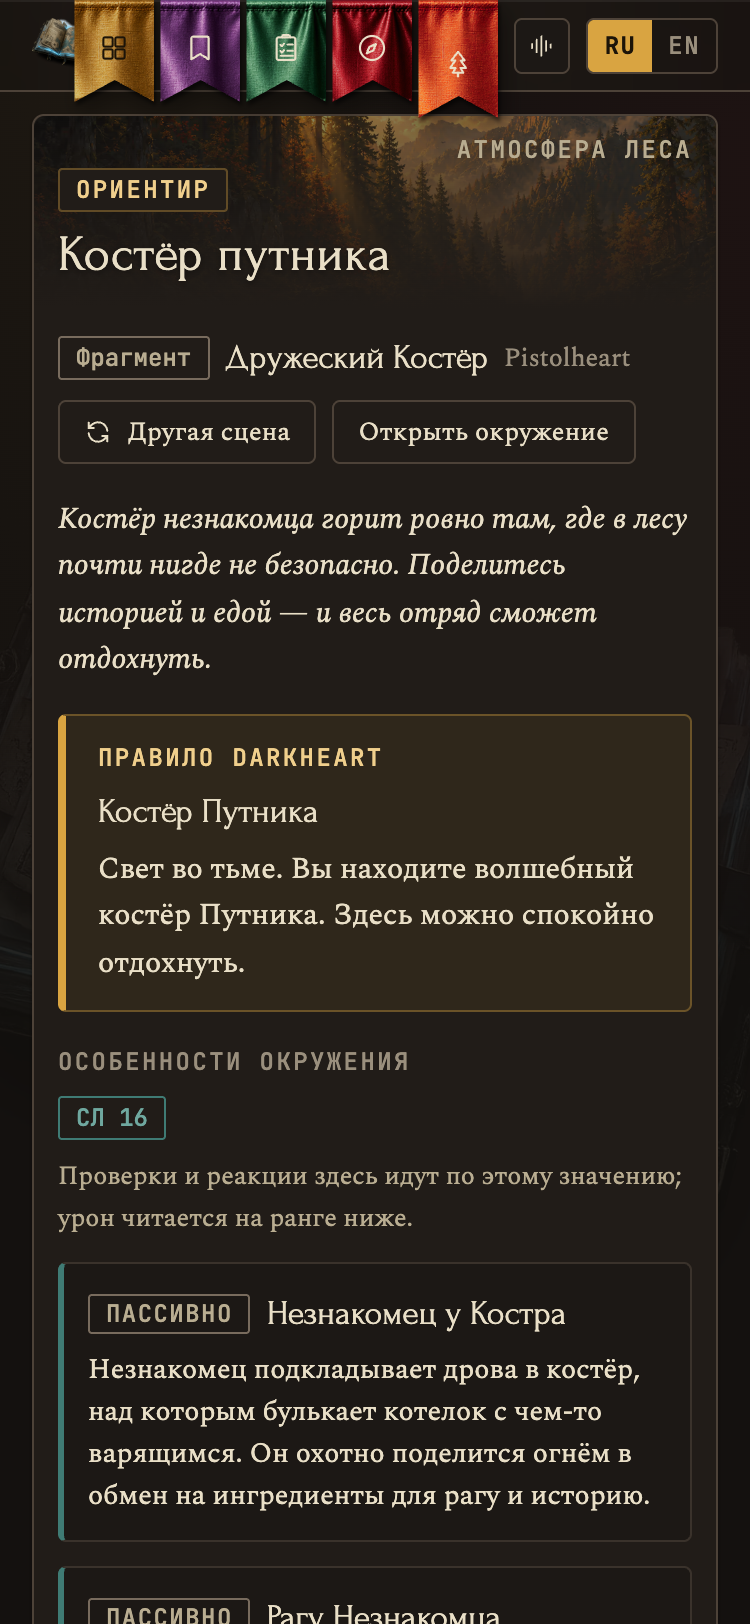 RU EN
АТМОСФЕРА ЛЕСА
ОРИЕНТИР
Костёр путника
Фрагмент Дружеский Костёр Pistolheart
Другая сцена Открыть окружение
Костёр незнакомца горит ровно там, где в лесу
почти нигде не безопасно. Поделитесь
историей и едой — и весь отряд сможет
отдохнуть.
ПРАВИЛО DARKHEART
Костёр Путника
Свет во тьме. Вы находите волшебный
костёр Путника. Здесь можно спокойно
отдохнуть.
ОСОБЕННОСТИ ОКРУЖЕНИЯ
СЛ 16
Проверки и реакции здесь идут по этому значению;
урон читается на ранге ниже.
ПАССИВНО Незнакомец у Костра
Незнакомец подкладывает дрова в костёр,
над которым булькает котелок с чем-то
варящимся. Он охотно поделится огнём в
обмен на ингредиенты для рагу и историю.
ПАССИВНО Рагу Незнакомца